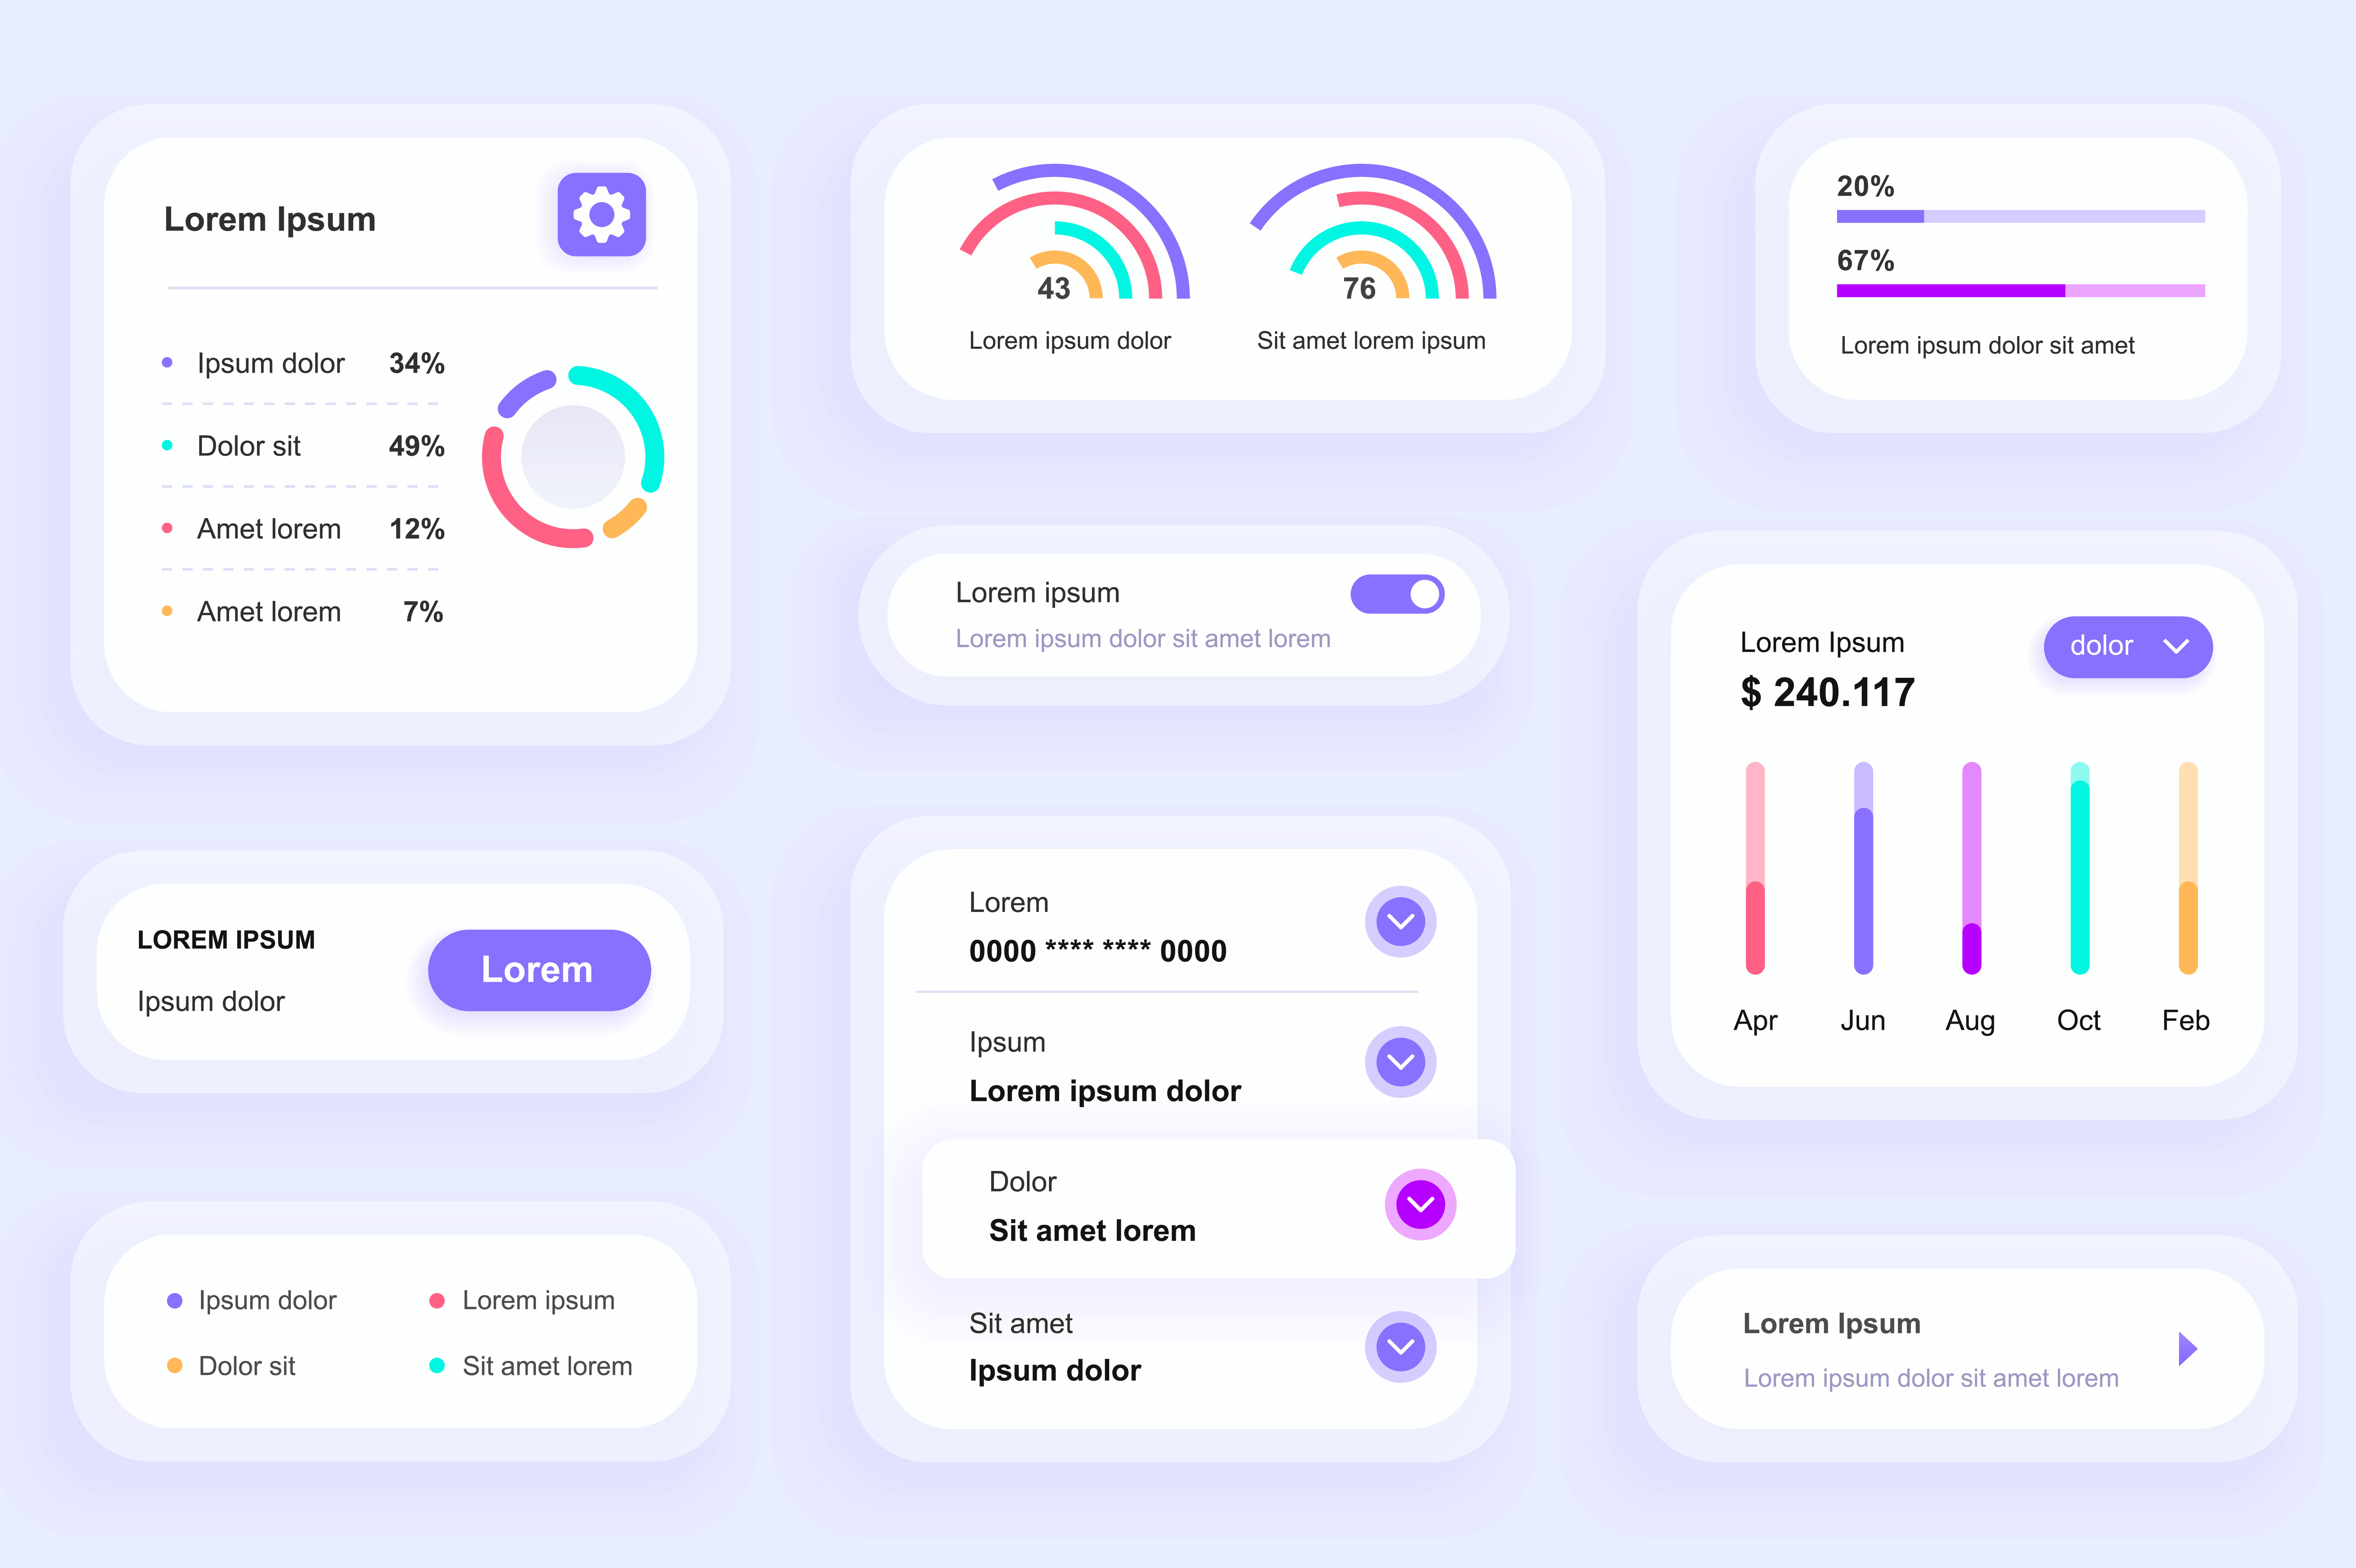 Lorem Ipsum
Ipsum dolor 34%
Dolor sit 49%
Amet lorem 12%
Amet lorem 7%
LOREM IPSUM
Ipsum dolor
Lorem
Ipsum dolor
Lorem ipsum
Dolor sit
Sit amet lorem
43
Lorem ipsum dolor
76
Sit amet lorem ipsum
Lorem ipsum
Lorem ipsum dolor sit amet lorem
Lorem
0000 **** **** 0000
Ipsum
Lorem ipsum dolor
Dolor
Sit amet lorem
Sit amet
Ipsum dolor
20%
67%
Lorem ipsum dolor sit amet
Lorem Ipsum
$ 240.117
dolor
Apr Jun Aug Oct Feb
Lorem Ipsum
Lorem ipsum dolor sit amet lorem